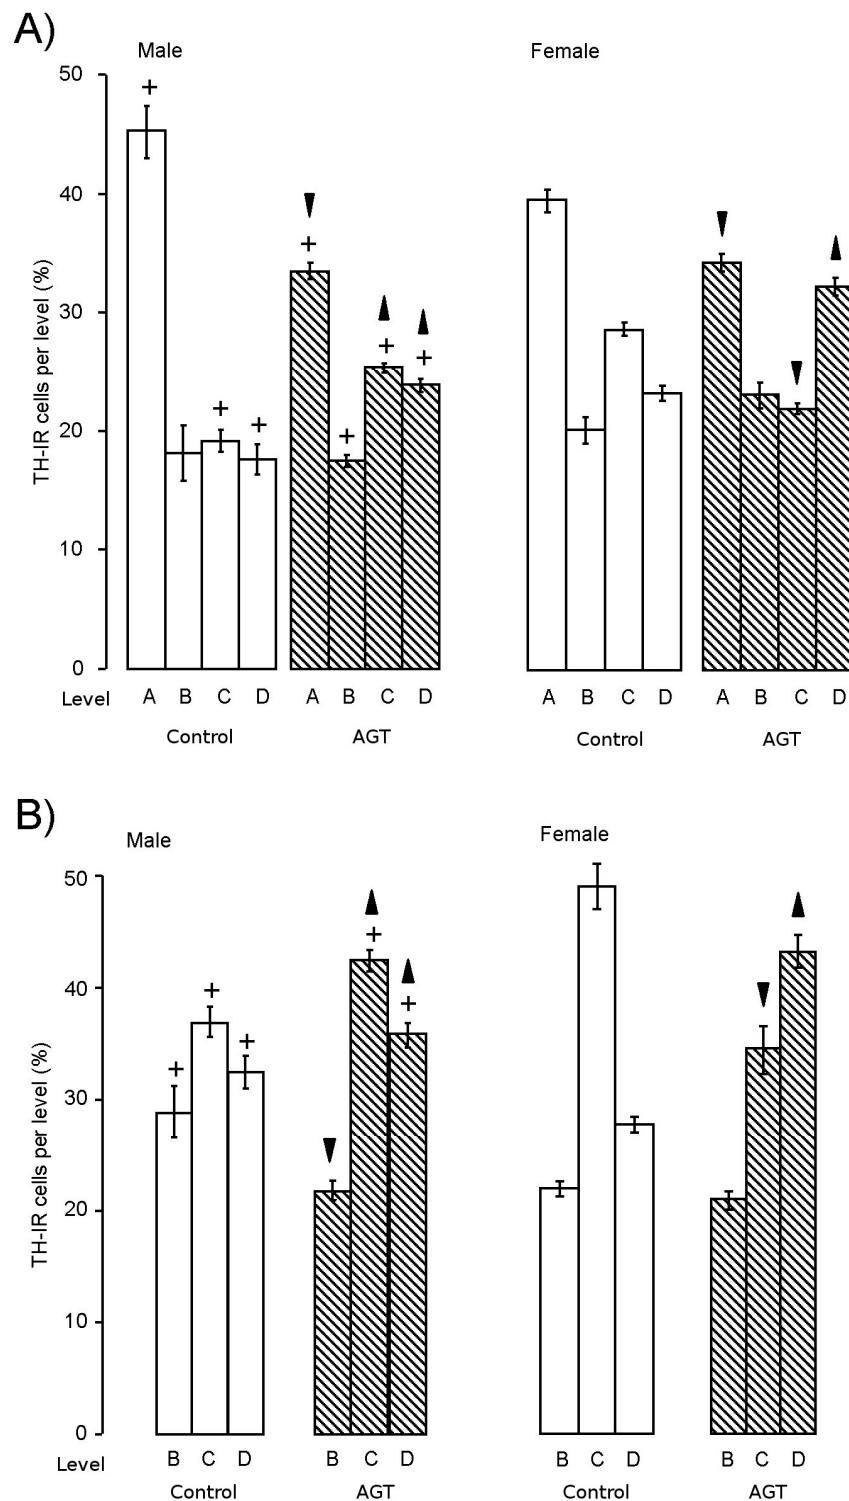 A)
Male
Female
50
40
30
20
10
0
TH-IR cells per level (%)
+
+
+
+
+
+
+
Level A B C D A B C D A B C D A B C D
Control AGT Control AGT
B)
Male
Female
50
40
30
20
10
0
TH-IR cells per level (%)
+
+
+
+
+
Level B C D B C D B C D B C D
Control AGT Control AGT